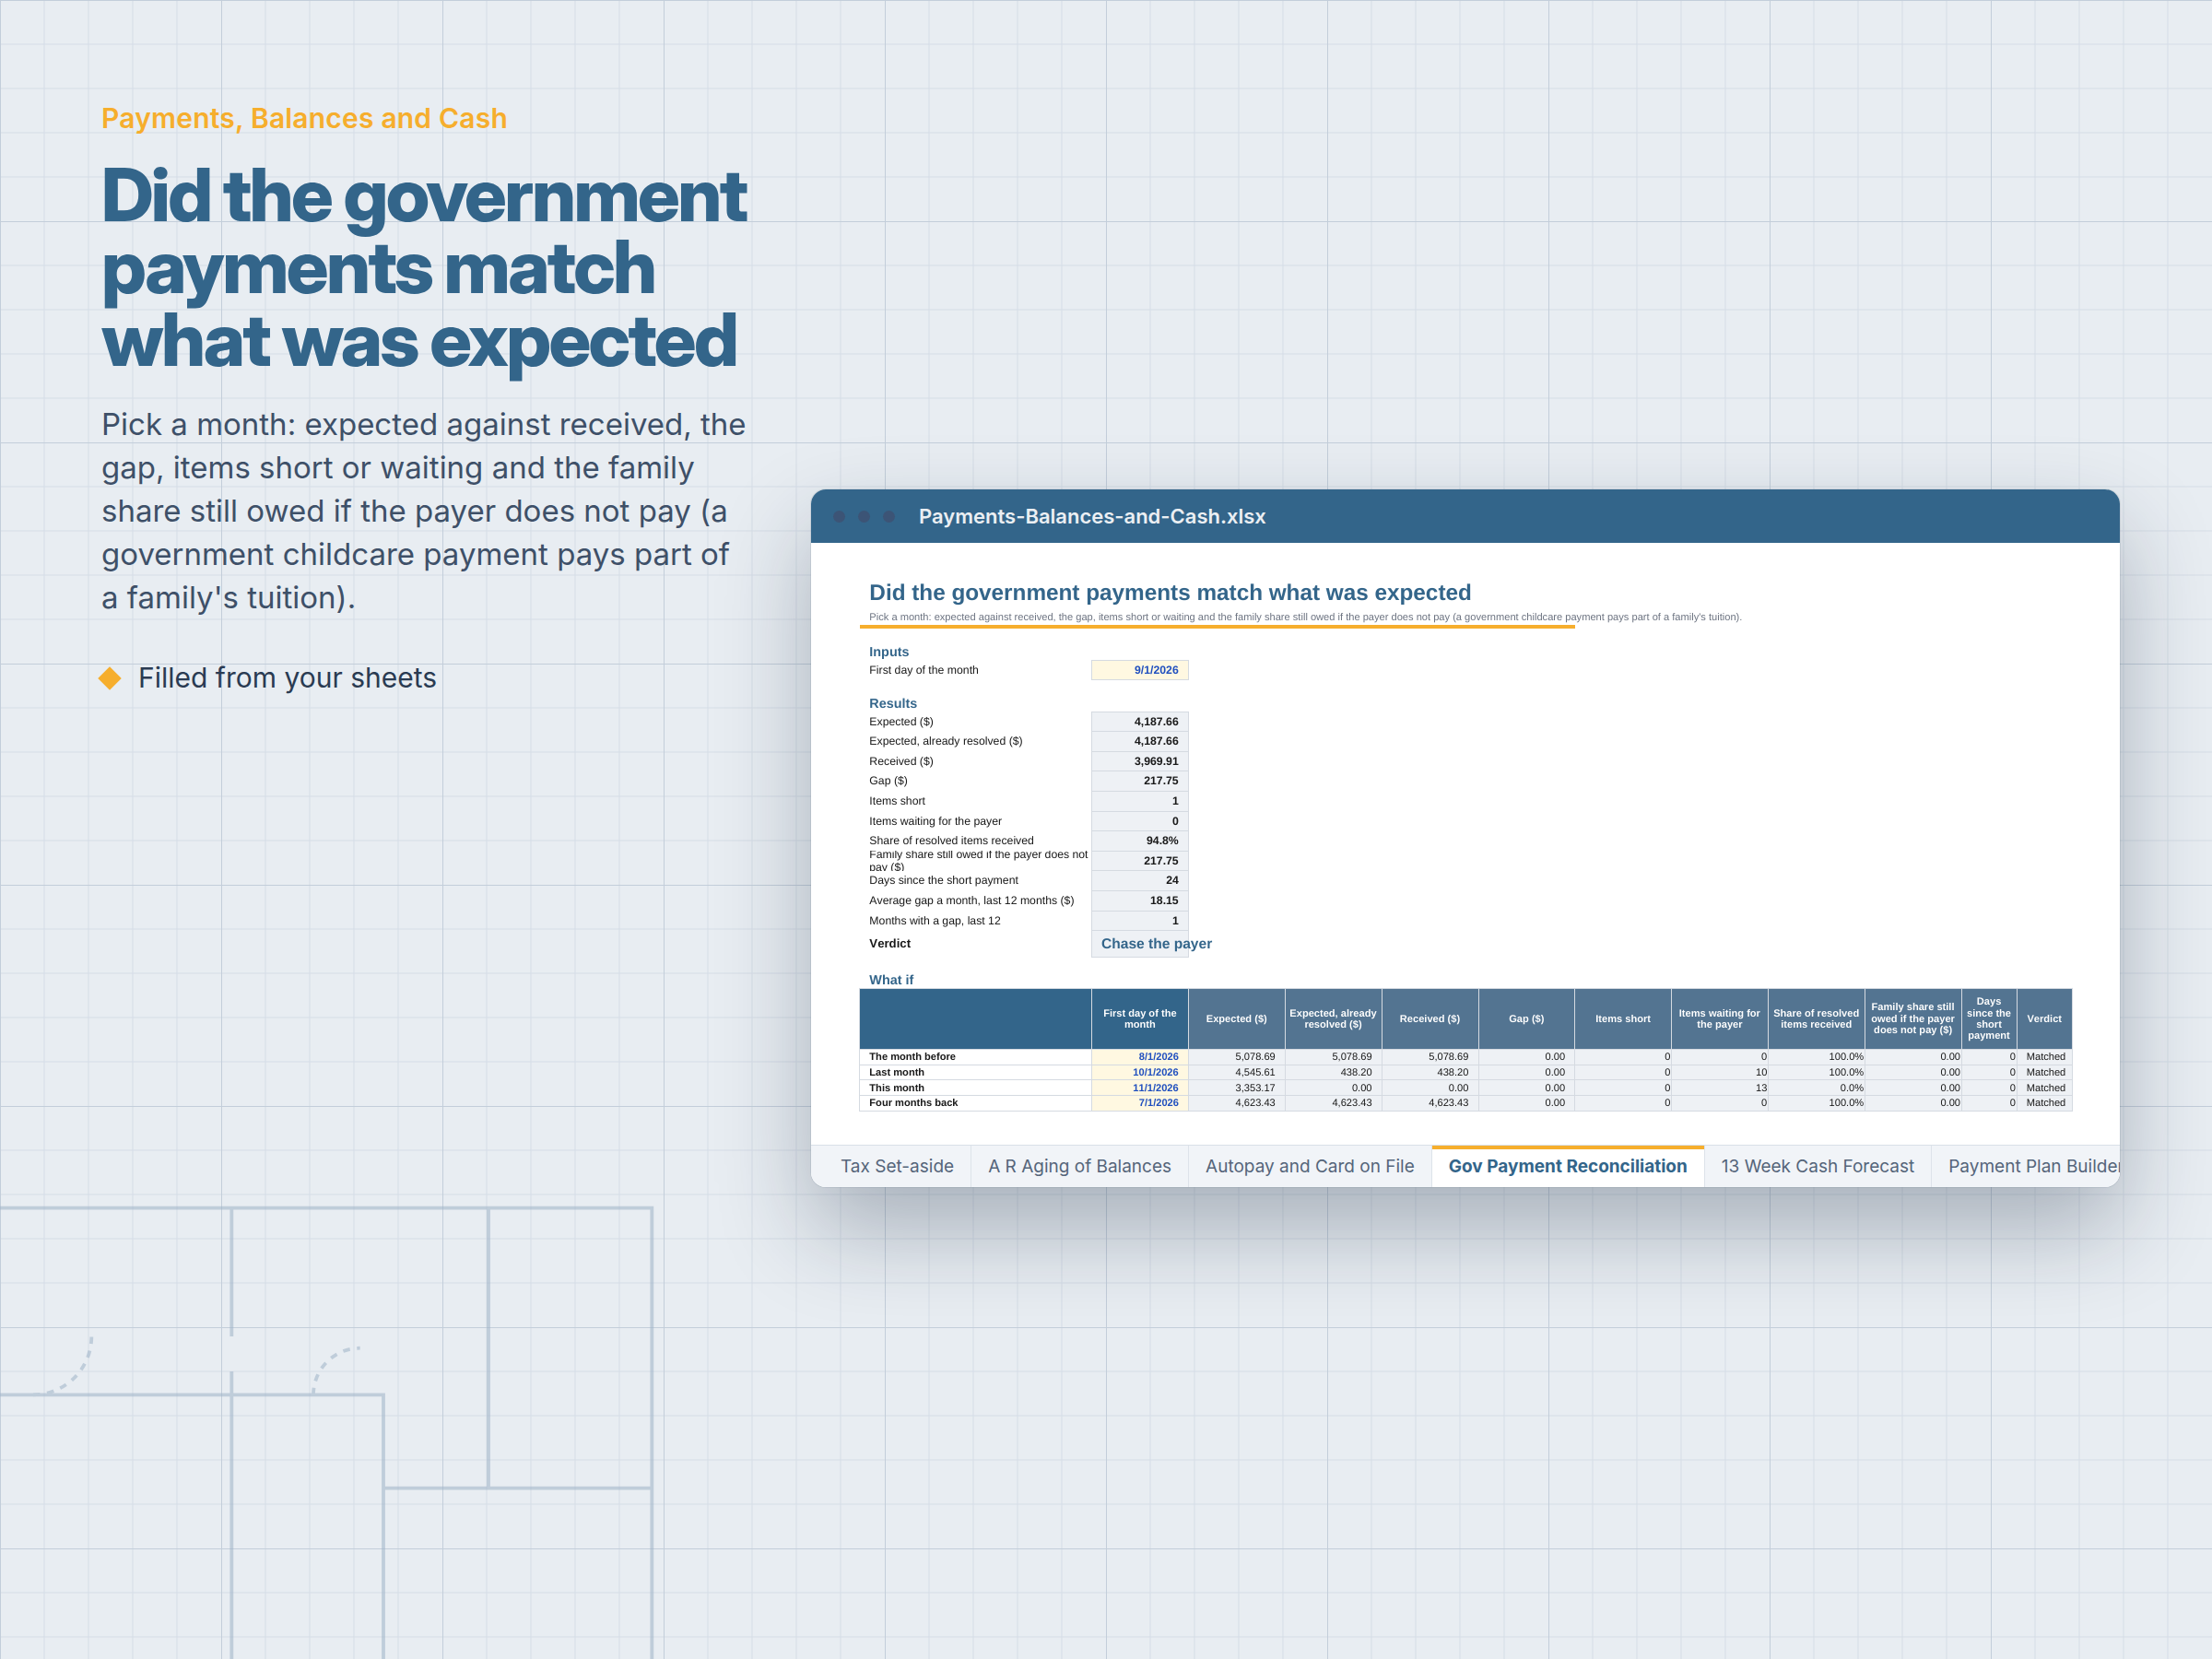 Payments, Balances and Cash
Did the government
payments match
what was expected
Pick a month: expected against received, the
gap, items short or waiting and the family
share still owed if the payer does not pay (a
government childcare payment pays part of
a family's tuition).
Filled from your sheets
Payments-Balances-and-Cash.xlsx
Did the government payments match what was expected
Pick a month: expected against received, the gap, items short or waiting and the family share still owed if the payer does not pay (a government childcare payment pays part of a family's tuition).
Inputs
First day of the month 9/1/2026
Results
Expected ($) 4,187.66
Expected, already resolved ($) 4,187.66
Received ($) 3,969.91
Gap ($) 217.75
Items short 1
Items waiting for the payer 0
Share of resolved items received 94.8%
Family share still owed if the payer does not
pay ($) 217.75
Days since the short payment 24
Average gap a month, last 12 months ($) 18.15
Months with a gap, last 12 1
Verdict Chase the payer
What if
First day of the month Expected ($) Expected, already resolved ($) Received ($) Gap ($) Items short Items waiting for the payer Share of resolved items received Family share still owed if the payer does not pay ($) Days since the short payment Verdict
The month before 8/1/2026 5,078.69 5,078.69 5,078.69 0.00 0 0 100.0% 0.00 0 Matched
Last month 10/1/2026 4,545.61 438.20 438.20 0.00 0 10 100.0% 0.00 0 Matched
This month 11/1/2026 3,353.17 0.00 0.00 0.00 0 13 0.0% 0.00 0 Matched
Four months back 7/1/2026 4,623.43 4,623.43 4,623.43 0.00 0 0 100.0% 0.00 0 Matched
Tax Set-aside A R Aging of Balances Autopay and Card on File Gov Payment Reconciliation 13 Week Cash Forecast Payment Plan Builder